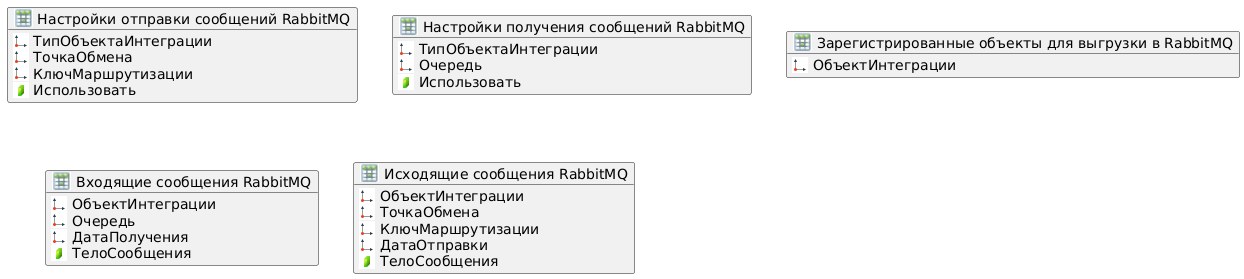 Настройки отправки сообщений RabbitMQ
ТипОбъектаИнтеграции
ТочкаОбмена
КлючМаршрутизации
Использовать
Настройки получения сообщений RabbitMQ
ТипОбъектаИнтеграции
Очередь
Использовать
Зарегистрированные объекты для выгрузки в RabbitMQ
ОбъектИнтеграции
Входящие сообщения RabbitMQ
ОбъектИнтеграции
Очередь
ДатаПолучения
ТелоСообщения
Исходящие сообщения RabbitMQ
ОбъектИнтеграции
ТочкаОбмена
КлючМаршрутизации
ДатаОтправки
ТелоСообщения